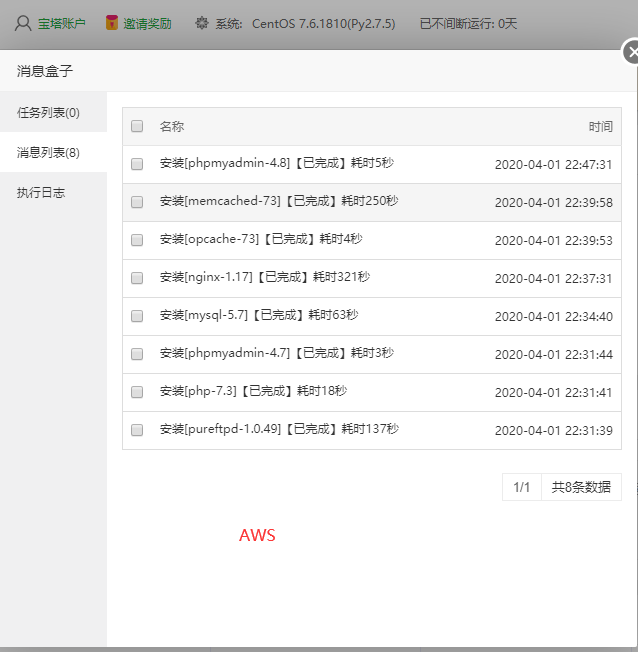 宝塔账户 邀请奖励 系统: CentOS 7.6.1810(Py2.7.5) 已不间断运行: 0天
消息盒子
任务列表(0)
消息列表(8)
执行日志
名称 时间
安装[phpmyadmin-4.8]【已完成】耗时5秒 2020-04-01 22:47:31
安装[memcached-73]【已完成】耗时250秒 2020-04-01 22:39:58
安装[opcache-73]【已完成】耗时4秒 2020-04-01 22:39:53
安装[nginx-1.17]【已完成】耗时321秒 2020-04-01 22:37:31
安装[mysql-5.7]【已完成】耗时63秒 2020-04-01 22:34:40
安装[phpmyadmin-4.7]【已完成】耗时3秒 2020-04-01 22:31:44
安装[php-7.3]【已完成】耗时18秒 2020-04-01 22:31:41
安装[pureftpd-1.0.49]【已完成】耗时137秒 2020-04-01 22:31:39
1/1 共8条数据
AWS